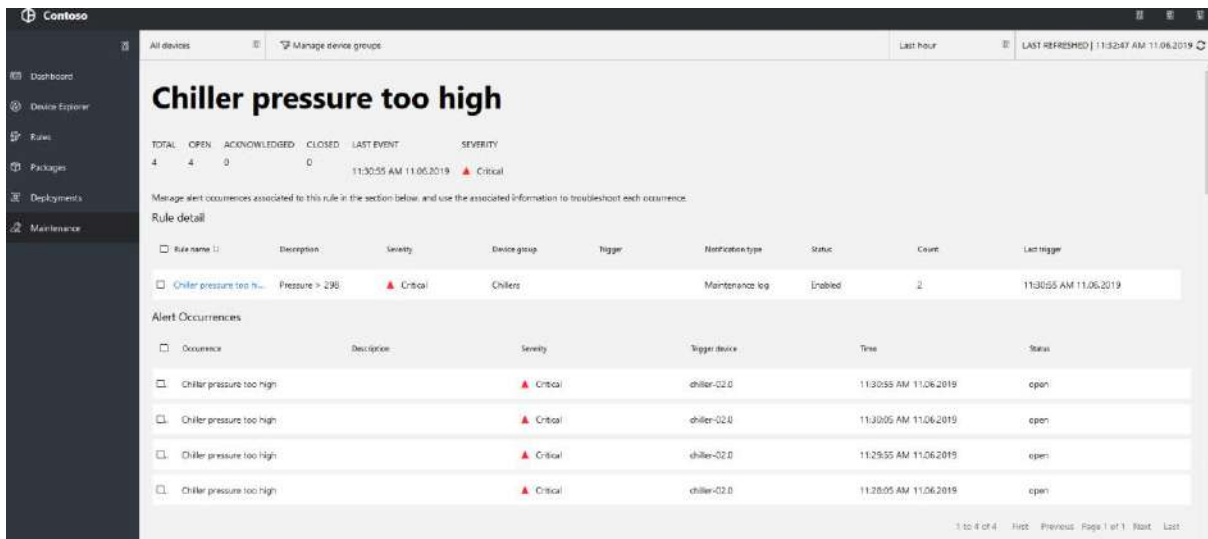 Contoso
All devices Manage device groups Last hour LAST REFRESHED | 11:32:47 AM 11.06.2019
Dashboard
Device Explorer
Rules
Packages
Deployments
Maintenance
Chiller pressure too high
TOTAL OPEN ACKNOWLEDGED CLOSED LAST EVENT SEVERITY
4 4 0 0 11:30:55 AM 11.06.2019 Critical
Manage alert occurrences associated to this rule in the section below, and use the associated information to troubleshoot each occurrence.
Rule detail
Rule name Description Severity Device group Trigger Notification type Status Count Last trigger
Chiller pressure too h... Pressure > 298 Critical Chillers Maintenance log Enabled 2 11:30:55 AM 11.06.2019
Alert Occurrences
Occurrence Description Severity Trigger device Time Status
Chiller pressure too high Critical chiller-02.0 11:30:55 AM 11.06.2019 open
Chiller pressure too high Critical chiller-02.0 11:30:05 AM 11.06.2019 open
Chiller pressure too high Critical chiller-02.0 11:29:55 AM 11.06.2019 open
Chiller pressure too high Critical chiller-02.0 11:28:05 AM 11.06.2019 open
1 to 4 of 4 First Previous Page 1 of 1 Next Last